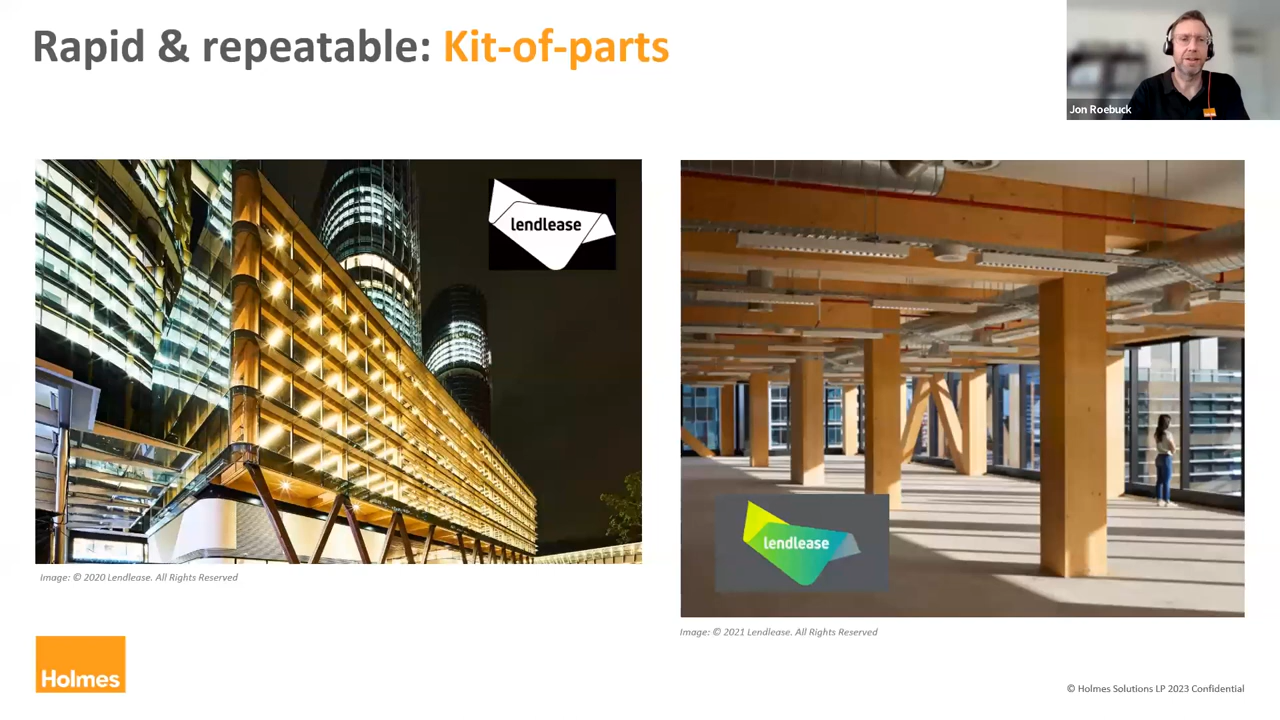 Rapid & repeatable: Kit-of-parts
Jon Roebuck
lendlease
lendlease
Image: © 2020 Lendlease. All Rights Reserved
Image: © 2021 Lendlease. All Rights Reserved
Holmes
© Holmes Solutions LP 2023 Confidential